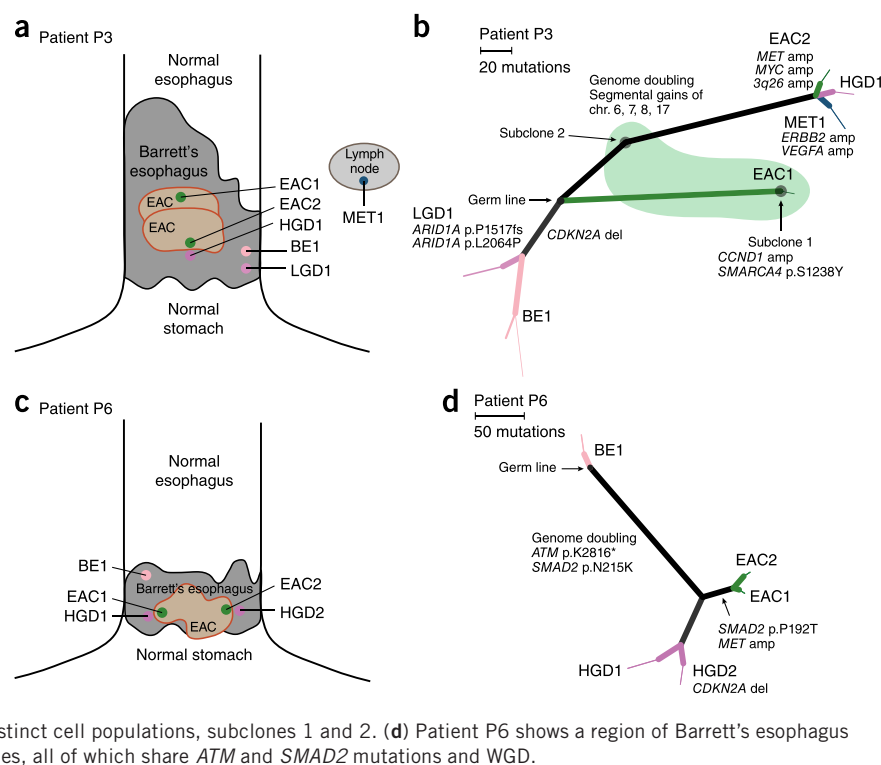 a
Patient P3
Normal
esophagus
Barrett's
esophagus
EAC
EAC
Lymph
node
MET1
EAC1
EAC2
HGD1
BE1
LGD1
Normal
stomach
b
Patient P3
20 mutations
Genome doubling
Segmental gains of
chr. 6, 7, 8, 17
Subclone 2
EAC2
MET amp
MYC amp
3q26 amp
HGD1
MET1
ERBB2 amp
VEGFA amp
EAC1
Germ line
LGD1
ARID1A p.P1517fs
ARID1A p.L2064P
CDKN2A del
Subclone 1
CCND1 amp
SMARCA4 p.S1238Y
BE1
c
Patient P6
Normal
esophagus
BE1
Barrett's esophagus
EAC1
HGD1
EAC
EAC2
HGD2
Normal stomach
d
Patient P6
50 mutations
BE1
Germ line
Genome doubling
ATM p.K2816*
SMAD2 p.N215K
EAC2
EAC1
SMAD2 p.P192T
MET amp
HGD1
HGD2
CDKN2A del
stinct cell populations, subclones 1 and 2. (d) Patient P6 shows a region of Barrett's esophagus
es, all of which share ATM and SMAD2 mutations and WGD.